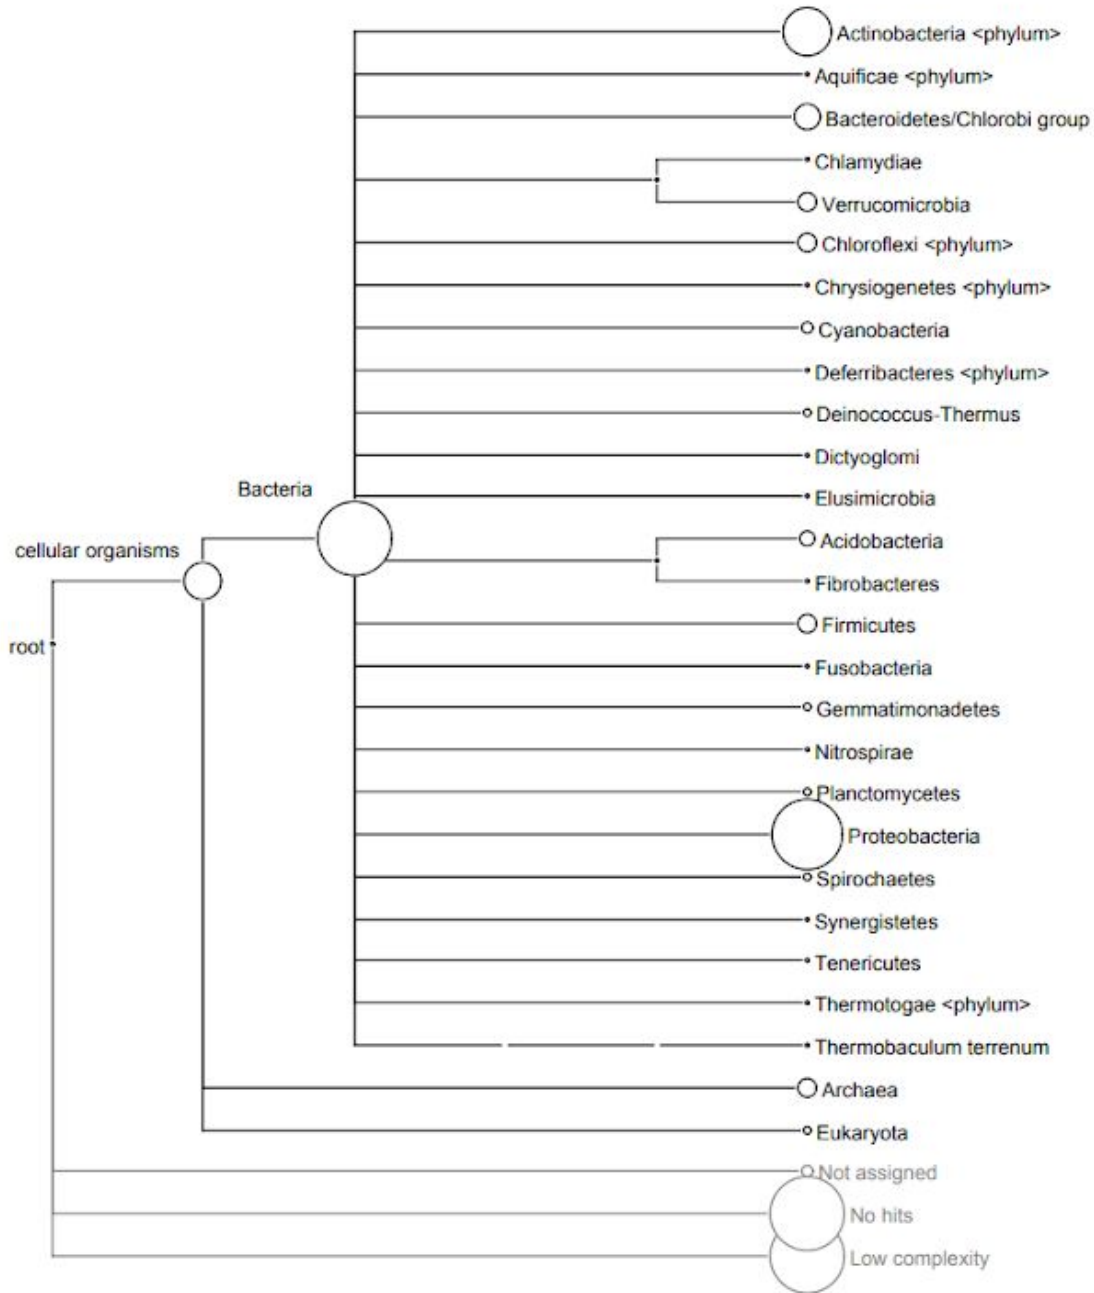 Actinobacteria <phylum>
Aquificae <phylum>
Bacteroidetes/Chlorobi group
Chlamydiae
Verrucomicrobia
Chloroflexi <phylum>
Chrysiogenetes <phylum>
Cyanobacteria
Deferribacteres <phylum>
Deinococcus-Thermus
Dictyoglomi
Bacteria
Elusimicrobia
cellular organisms
Acidobacteria
Fibrobacteres
Firmicutes
root
Fusobacteria
Gemmatimonadetes
Nitrospirae
Planctomycetes
Proteobacteria
Spirochaetes
Synergistetes
Tenericutes
Thermotogae <phylum>
Thermobaculum terrenum
Archaea
Eukaryota
Not assigned
No hits
Low complexity